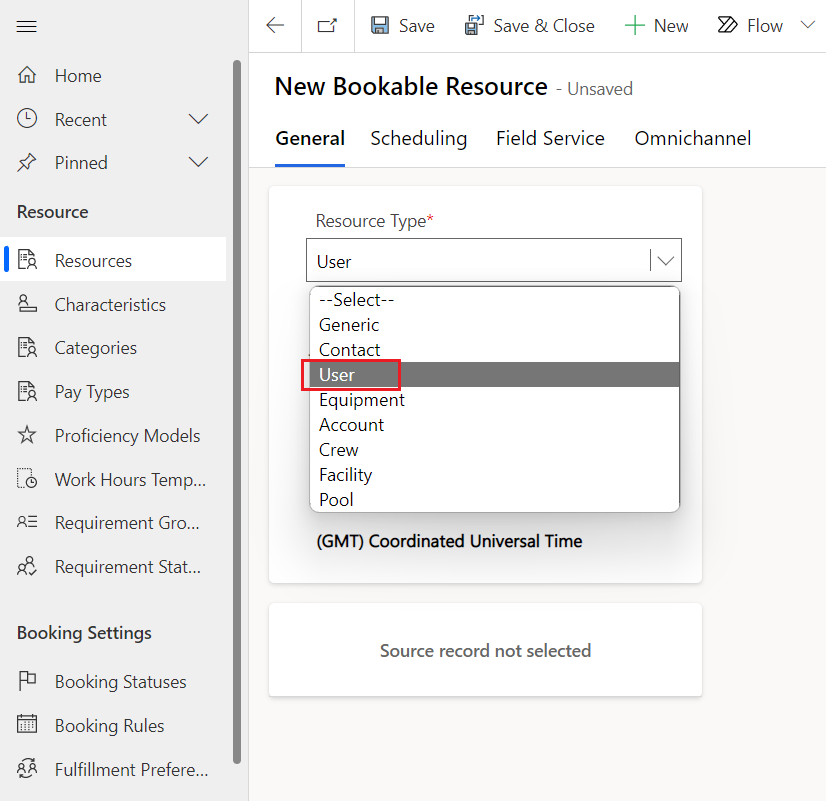 Save
Save & Close
New
Flow
Home
Recent
Pinned
Resource
Resources
Characteristics
Categories
Pay Types
Proficiency Models
Work Hours Temp...
Requirement Gro...
Requirement Stat...
Booking Settings
Booking Statuses
Booking Rules
Fulfillment Prefere...
New Bookable Resource - Unsaved
General Scheduling Field Service Omnichannel
Resource Type*
User
--Select--
Generic
Contact
User
Equipment
Account
Crew
Facility
Pool
(GMT) Coordinated Universal Time
Source record not selected